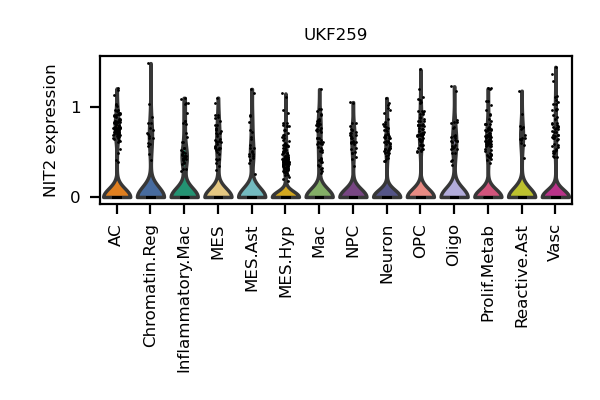 UKF259
NIT2 expression
1
0
AC
Chromatin.Reg
Inflammatory.Mac
MES
MES.Ast
MES.Hyp
Mac
NPC
Neuron
OPC
Oligo
Prolif.Metab
Reactive.Ast
Vasc